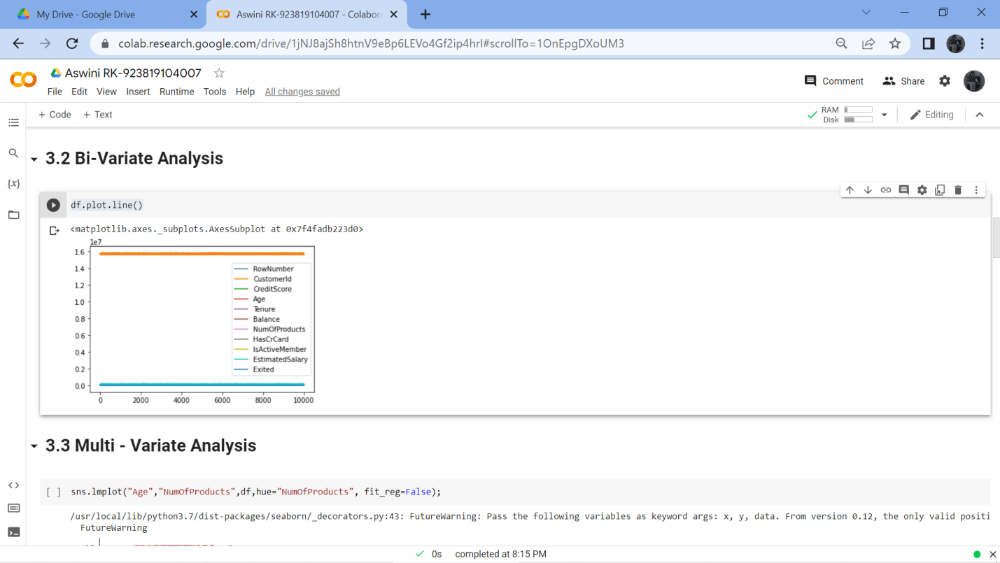 My Drive - Google Drive
Aswini RK-923819104007 - Colabora
colab.research.google.com/drive/1jNJ8ajSh8htnV9eBp6LEVo4Gf2ip4hrI#scrollTo=1OnEpgDXoUM3
Aswini RK-923819104007
Comment Share
File Edit View Insert Runtime Tools Help All changes saved
+ Code + Text
RAM
Disk
Editing
3.2 Bi-Variate Analysis
{x}
df.plot.line()
<matplotlib.axes._subplots.AxesSubplot at 0x7f4fadb223d0>
1e7
1.6
1.4
1.2
1.0
0.8
0.6
0.4
0.2
0.0
RowNumber
CustomerId
CreditScore
Age
Tenure
Balance
NumOfProducts
HasCrCard
IsActiveMember
EstimatedSalary
Exited
0 2000 4000 6000 8000 10000
3.3 Multi - Variate Analysis
[ ] sns.lmplot("Age","NumOfProducts",df,hue="NumOfProducts", fit_reg=False);
/usr/local/lib/python3.7/dist-packages/seaborn/_decorators.py:43: FutureWarning: Pass the following variables as keyword args: x, y, data. From version 0.12, the only valid positi
FutureWarning
0s completed at 8:15 PM